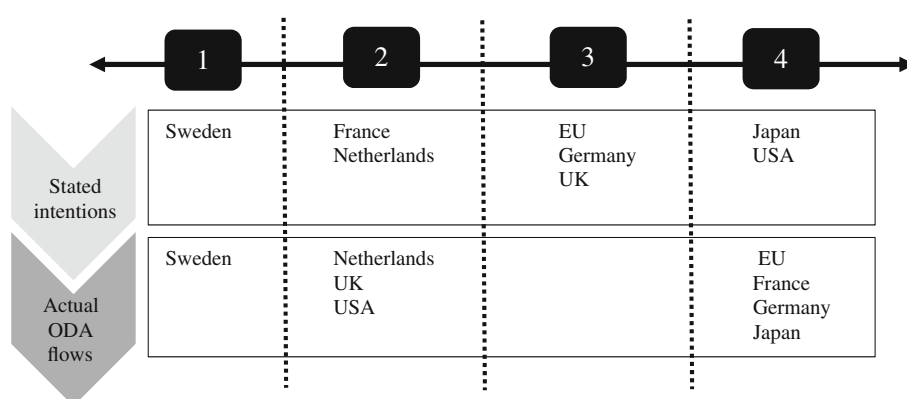 1
2
3
4
Stated
intentions
Sweden
France
Netherlands
EU
Germany
UK
Japan
USA
Actual
ODA
flows
Sweden
Netherlands
UK
USA
EU
France
Germany
Japan